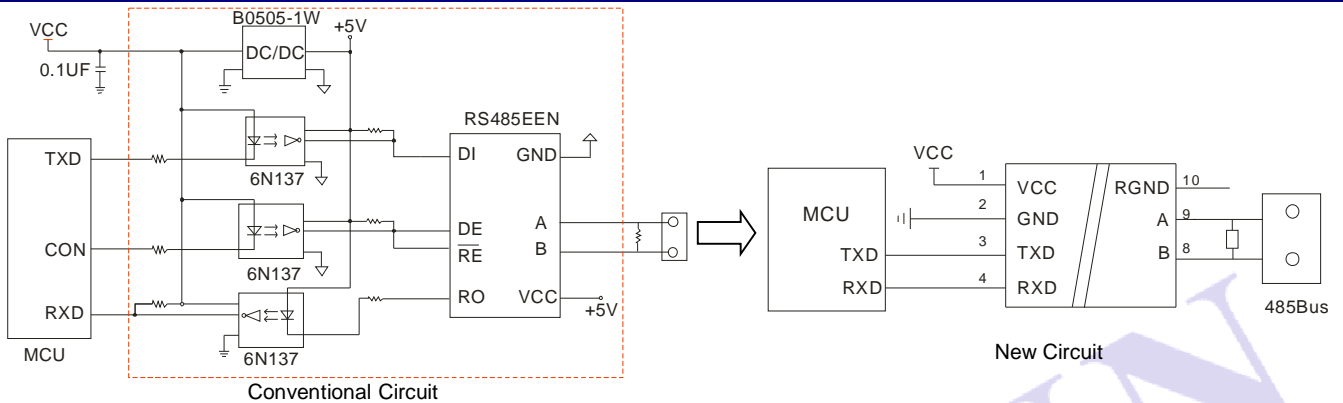 B0505-1W
VCC
+5V
DC/DC
0.1UF
RS485EEN
TXD
DI
GND
6N137
CON
DE
A
RE
B
6N137
RXD
RO
VCC
+5V
MCU
6N137
Conventional Circuit
VCC
1
VCC
RGND
10
MCU
2
GND
A
9
TXD
3
TXD
B
8
RXD
4
RXD
485Bus
New Circuit